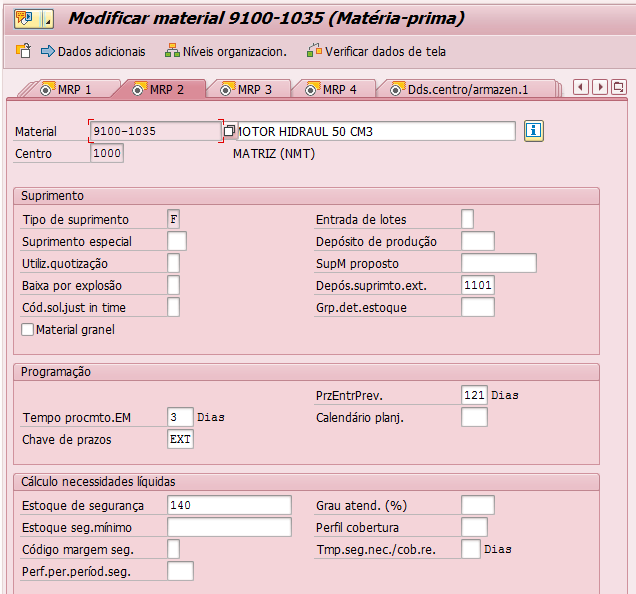 Modificar material 9100-1035 (Matéria-prima)
Dados adicionais Níveis organizacion. Verificar dados de tela
MRP 1 MRP 2 MRP 3 MRP 4 Dds.centro/armazen.1
Material 9100-1035 MOTOR HIDRAUL 50 CM3
Centro 1000 MATRIZ (NMT)
Suprimento
Tipo de suprimento F Entrada de lotes
Suprimento especial Depósito de produção
Utiliz.quotização SupM proposto
Baixa por explosão Depós.suprimto.ext. 1101
Cód.sol.just in time Grp.det.estoque
Material granel
Programação
PrzEntrPrev. 121 Dias
Tempo procmto.EM 3 Dias Calendário planj.
Chave de prazos EXT
Cálculo necessidades líquidas
Estoque de segurança 140 Grau atend. (%)
Estoque seg.mínimo Perfil cobertura
Código margem seg. Tmp.seg.nec./cob.re. Dias
Perf.per.períod.seg.